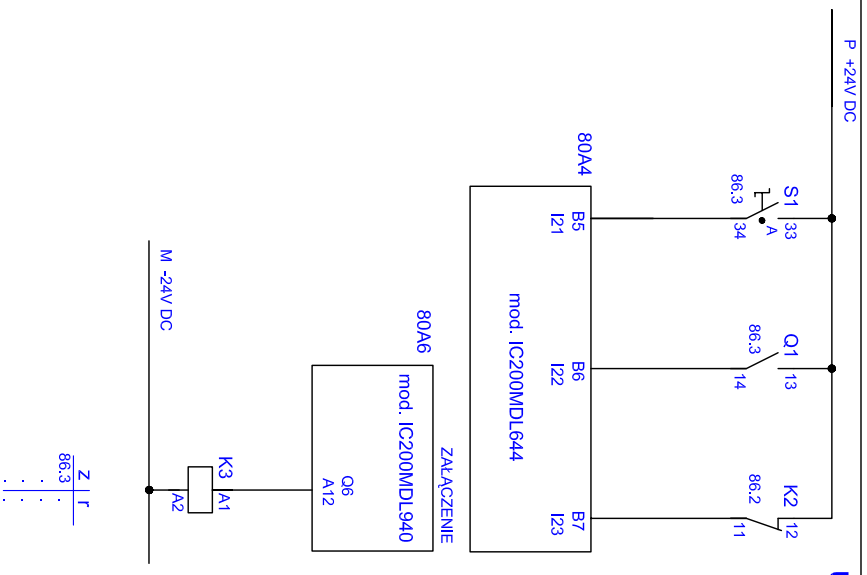 P +24V DC
S1
33
A
86.3
34
Q1
13
86.3
14
K2
12
86.2
11
80A4
B5
I21
B6
I22
B7
I23
mod. IC200MDL644
80A6
ZAŁĄCZENIE
mod. IC200MDL940
Q6
A12
K3
A1
A2
M -24V DC
z
r
86.3